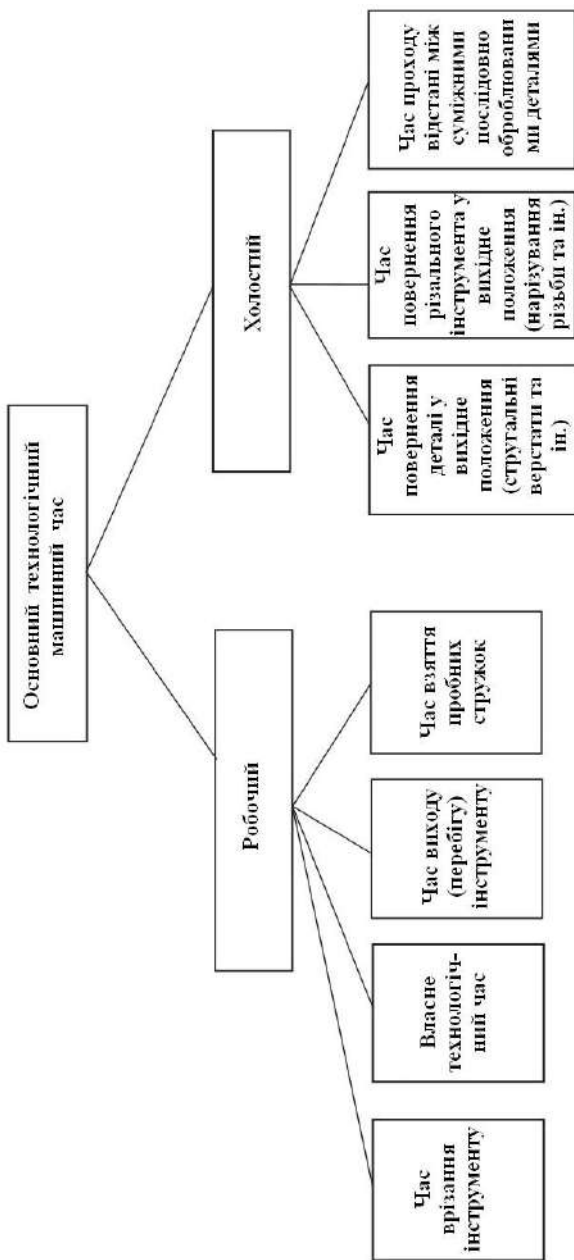 Основний технологічний
машинний час
Робочий
Холостий
Час
врізання
інструменту
Власне
технологіч-
ний час
Час виходу
(перебігу)
інструменту
Час взяття
пробних
стружок
Час
повернення
деталі у
вихідне
положення
(стругальні
верстати та
ін.)
Час
повернення
різального
інструмента у
вихідне
положення
(нарізування
різьби та ін.)
Час проходу
відстані між
суміжними
послідовно
оброблювани
ми деталями